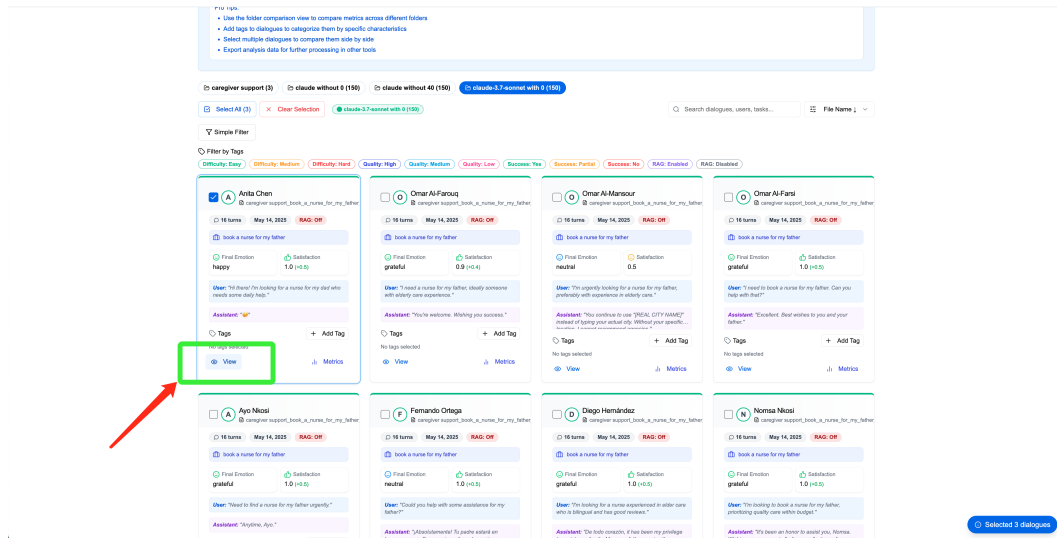 Pro Tips:
• Use the folder comparison view to compare metrics across different folders
• Add tags to dialogues to categorize them by specific characteristics
• Select multiple dialogues to compare them side by side
• Export analysis data for further processing in other tools
caregiver support (3) claude without 0 (150) claude without 40 (150) claude-3.7-sonnet with 0 (150)
Select All (3) × Clear Selection claude-3.7-sonnet with 0 (150) Search dialogues, users, tasks... File Name ↓
Simple Filter
Filter by Tags
Difficulty: Easy Difficulty: Medium Difficulty: Hard Quality: High Quality: Medium Quality: Low Success: Yes Success: Partial Success: No RAG: Enabled RAG: Disabled
A Anita Chen
caregiver support_book_a_nurse_for_my_father
16 turns May 14, 2025 RAG: Off
book a nurse for my father
Final Emotion Satisfaction
happy 1.0 (+0.5)
User: "Hi there! I'm looking for a nurse for my dad who
needs some daily help."
Assistant: "🤝"
Tags + Add Tag
No tags selected
View Metrics
O Omar Al-Farouq
caregiver support_book_a_nurse_for_my_father
16 turns May 14, 2025 RAG: Off
book a nurse for my father
Final Emotion Satisfaction
grateful 0.9 (+0.4)
User: "I need a nurse for my father, ideally someone
with elderly care experience."
Assistant: "You're welcome. Wishing you success."
Tags + Add Tag
No tags selected
View Metrics
O Omar Al-Mansour
caregiver support_book_a_nurse_for_my_father
16 turns May 14, 2025 RAG: Off
book a nurse for my father
Final Emotion Satisfaction
neutral 0.5
User: "I'm urgently looking for a nurse for my father,
preferably with experience in elderly care."
Assistant: "You continue to use "[REAL CITY NAME]"
instead of typing your actual city. Without your specific...
Tags + Add Tag
No tags selected
View Metrics
O Omar Al-Farsi
caregiver support_book_a_nurse_for_my_father
16 turns May 14, 2025 RAG: Off
book a nurse for my father
Final Emotion Satisfaction
grateful 1.0 (+0.5)
User: "I need to book a nurse for my father. Can you
help with that?"
Assistant: "Excellent. Best wishes to you and your
father."
Tags + Add Tag
No tags selected
View Metrics
A Ayo Nkosi
caregiver support_book_a_nurse_for_my_father
16 turns May 14, 2025 RAG: Off
book a nurse for my father
Final Emotion Satisfaction
grateful 1.0 (+0.5)
User: "Need to find a nurse for my father urgently."
Assistant: "Anytime, Ayo."
F Fernando Ortega
caregiver support_book_a_nurse_for_my_father
16 turns May 14, 2025 RAG: Off
book a nurse for my father
Final Emotion Satisfaction
neutral 1.0 (+0.5)
User: "Could you help with some assistance for my
father?"
Assistant: "¡Absolutamente! Tu padre estará en
D Diego Hernández
caregiver support_book_a_nurse_for_my_father
16 turns May 14, 2025 RAG: Off
book a nurse for my father
Final Emotion Satisfaction
grateful 1.0 (+0.5)
User: "I'm looking for a nurse experienced in elder care
who is bilingual and has good reviews."
Assistant: "De todo corazón, it has been my privilege
N Nomsa Nkosi
caregiver support_book_a_nurse_for_my_father
16 turns May 14, 2025 RAG: Off
book a nurse for my father
Final Emotion Satisfaction
grateful 1.0 (+0.5)
User: "I'm looking to book a nurse for my father,
prioritizing quality care within budget."
Assistant: "It's been an honor to assist you, Nomsa.
Selected 3 dialogues